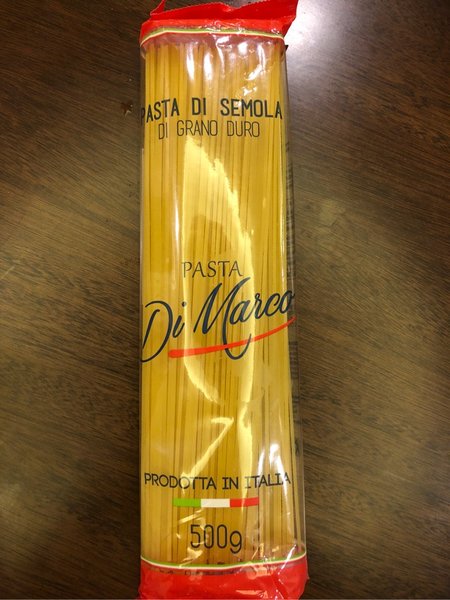 PASTA DI SEMOLA
DI GRANO DURO
PASTA
Di Marco
PRODOTTA IN ITALIA
500g